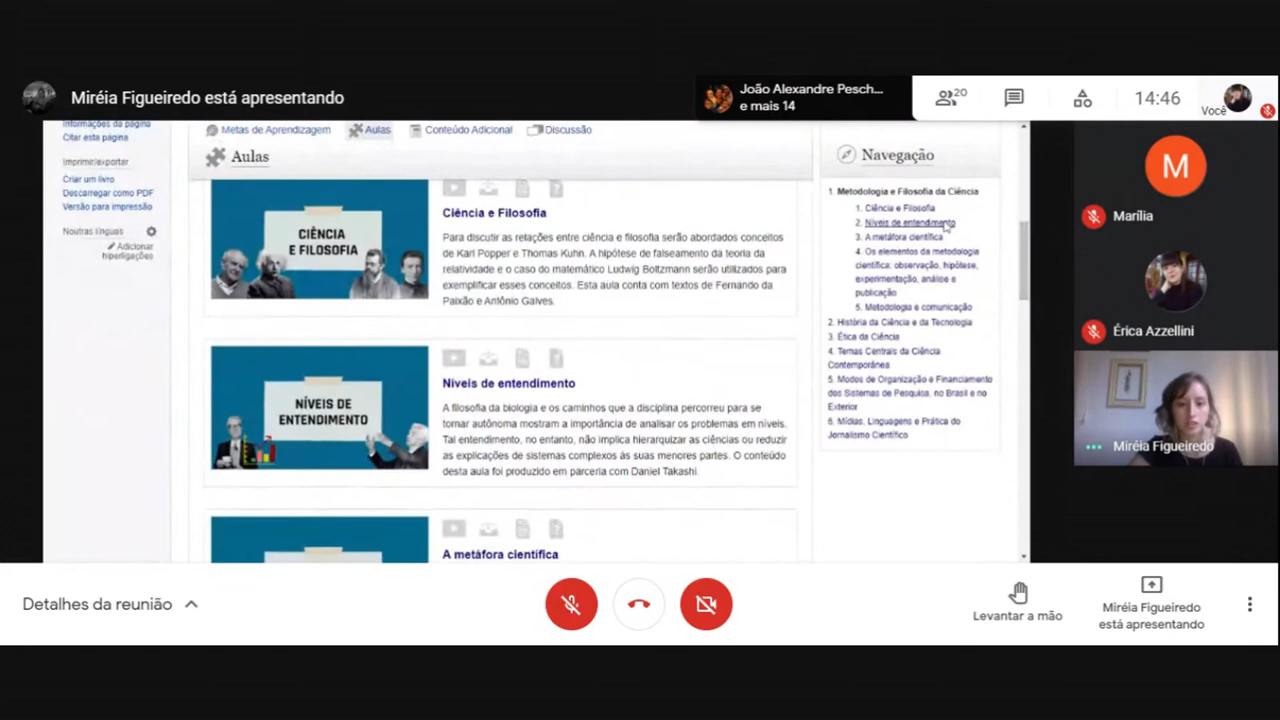 Miréia Figueiredo está apresentando
João Alexandre Pesch...
e mais 14
20
14:46
Você
Informações da página
Citar esta página
Imprimir/exportar
Criar um livro
Descarregar como PDF
Versão para impressão
Noutras línguas
Adicionar
hiperligações
Metas de Aprendizagem
Aulas
Conteúdo Adicional
Discussão
Aulas
CIÊNCIA
E FILOSOFIA
Ciência e Filosofia
Para discutir as relações entre ciência e filosofia serão abordados conceitos
de Karl Popper e Thomas Kuhn. A hipótese de falseamento da teoria da
relatividade e o caso do matemático Ludwig Boltzmann serão utilizados para
exemplificar esses conceitos. Esta aula conta com textos de Fernando da
Paixão e Antônio Galves.
NÍVEIS DE
ENTENDIMENTO
Níveis de entendimento
A filosofia da biologia e os caminhos que a disciplina percorreu para se
tornar autônoma mostram a importância de analisar os problemas em níveis.
Tal entendimento, no entanto, não implica hierarquizar as ciências ou reduzir
as explicações de sistemas complexos às suas menores partes. O conteúdo
desta aula foi produzido em parceria com Daniel Takashi
A metáfora científica
Navegação
1. Metodologia e Filosofia da Ciência
1. Ciência e Filosofia
2. Níveis de entendimento
3. A metáfora científica
4. Os elementos da metodologia
científica: observação, hipótese,
experimentação, análise e
publicação
5. Metodologia e comunicação
2. História da Ciência e da Tecnologia
3. Ética da Ciência
4. Temas Centrais da Ciência
Contemporânea
5. Modos de Organização e Financiamento
dos Sistemas de Pesquisa, no Brasil e no
Exterior
6. Mídias, Linguagens e Prática do
Jornalismo Científico
M
Marília
Érica Azzellini
Miréia Figueiredo
Detalhes da reunião
Levantar a mão
Miréia Figueiredo
está apresentando